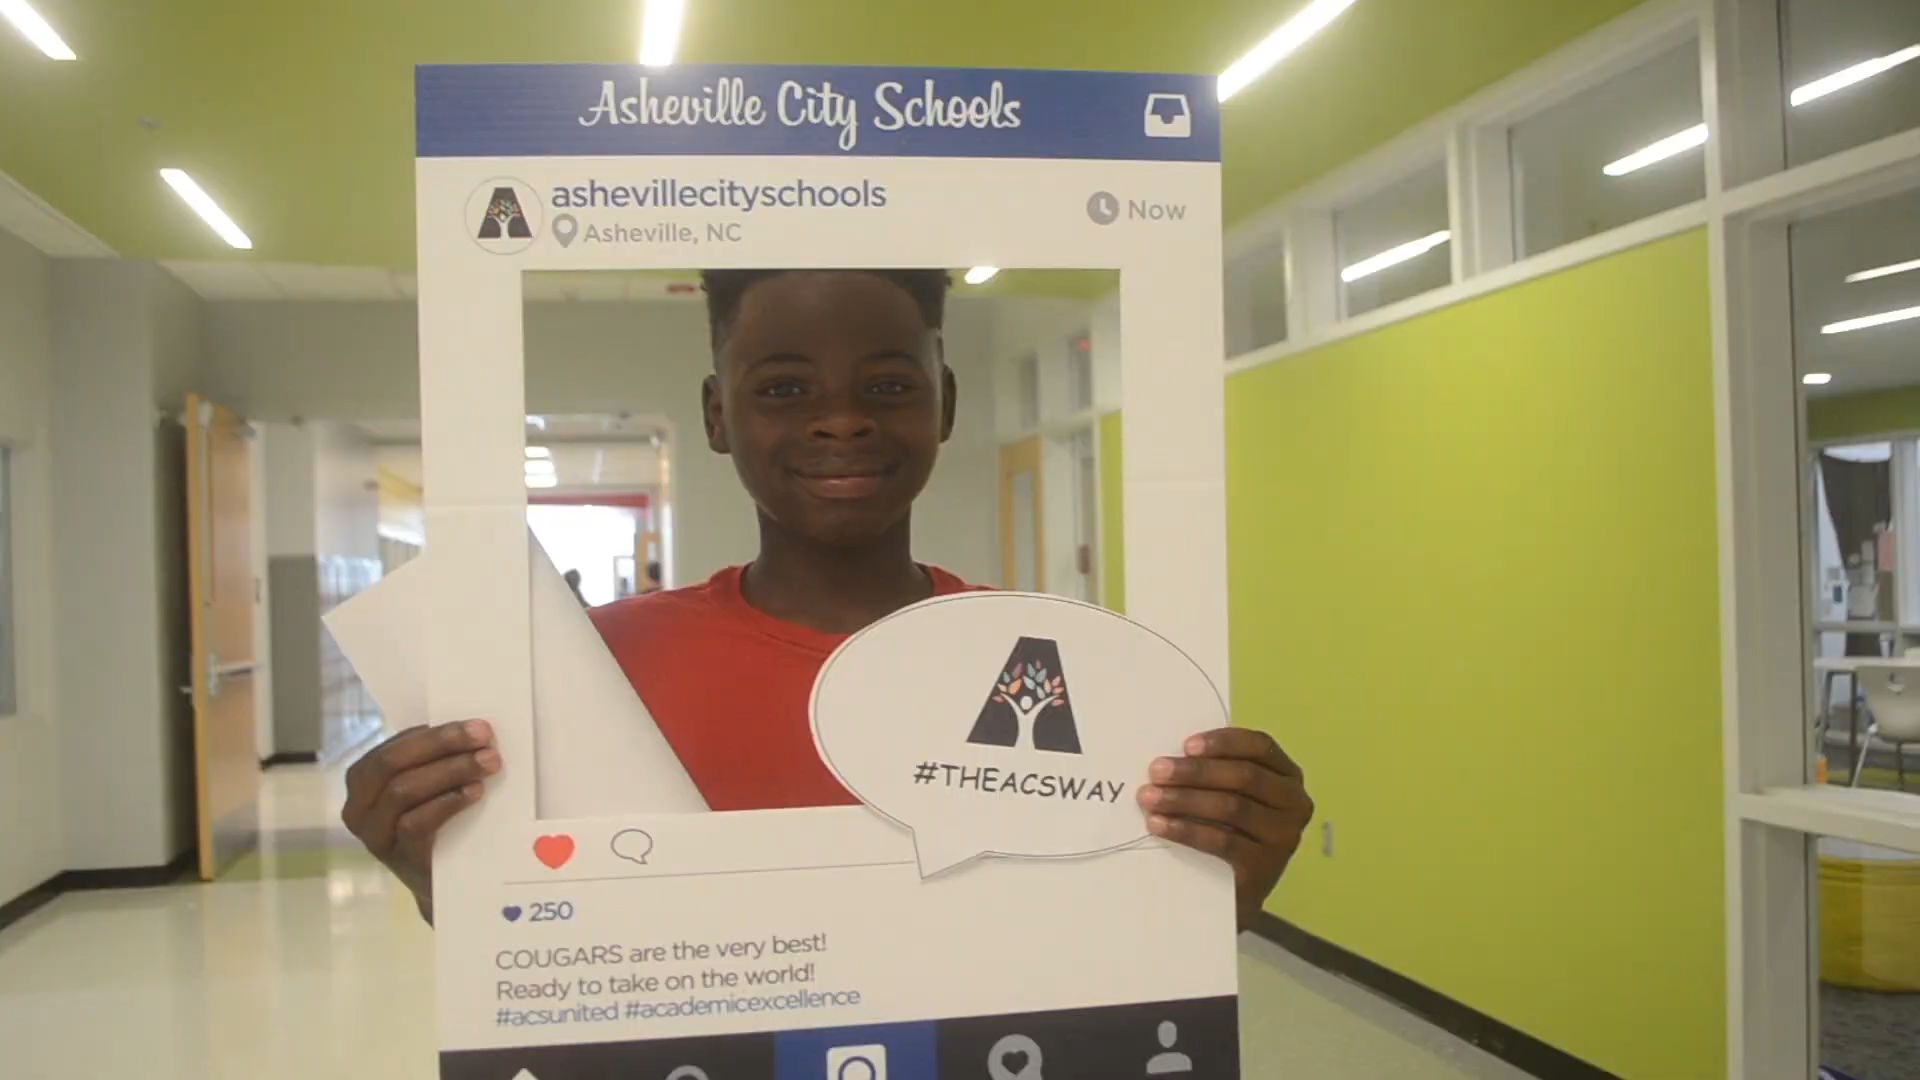 Asheville City Schools
ashevillecityschools
Asheville, NC
Now
#THEACSWAY
250
COUGARS are the very best!
Ready to take on the world!
#acsunited #academicexcellence